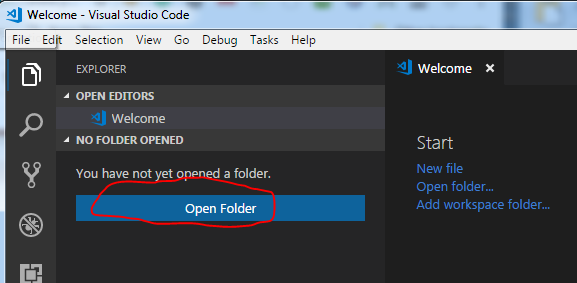 Welcome - Visual Studio Code
File Edit Selection View Go Debug Tasks Help
EXPLORER
OPEN EDITORS
Welcome
NO FOLDER OPENED
You have not yet opened a folder.
Open Folder
Welcome
Start
New file
Open folder...
Add workspace folder...